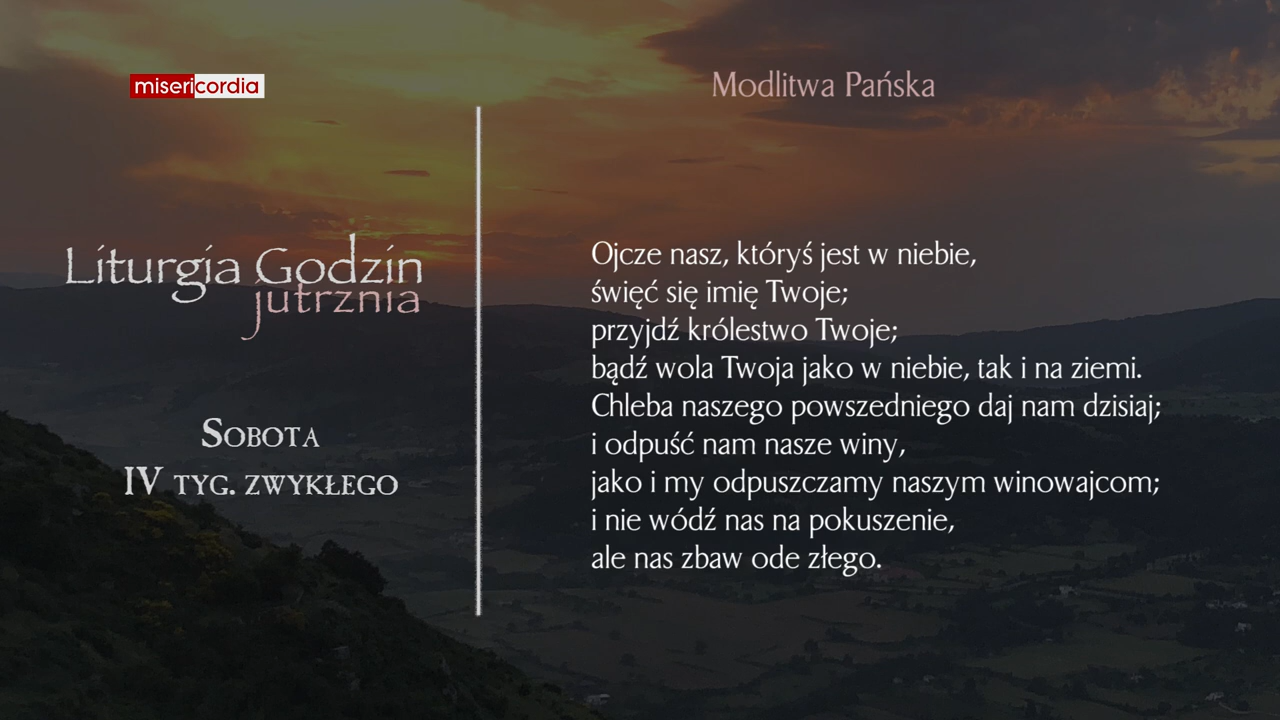 misericordia
Liturgia Godzin
jutrznia
Sobota
IV tyg. zwykłego
Modlitwa Pańska
Ojcze nasz, któryś jest w niebie,
święć się imię Twoje;
przyjdź królestwo Twoje;
bądź wola Twoja jako w niebie, tak i na ziemi.
Chleba naszego powszedniego daj nam dzisiaj;
i odpuść nam nasze winy,
jako i my odpuszczamy naszym winowajcom;
i nie wódź nas na pokuszenie,
ale nas zbaw ode złego.